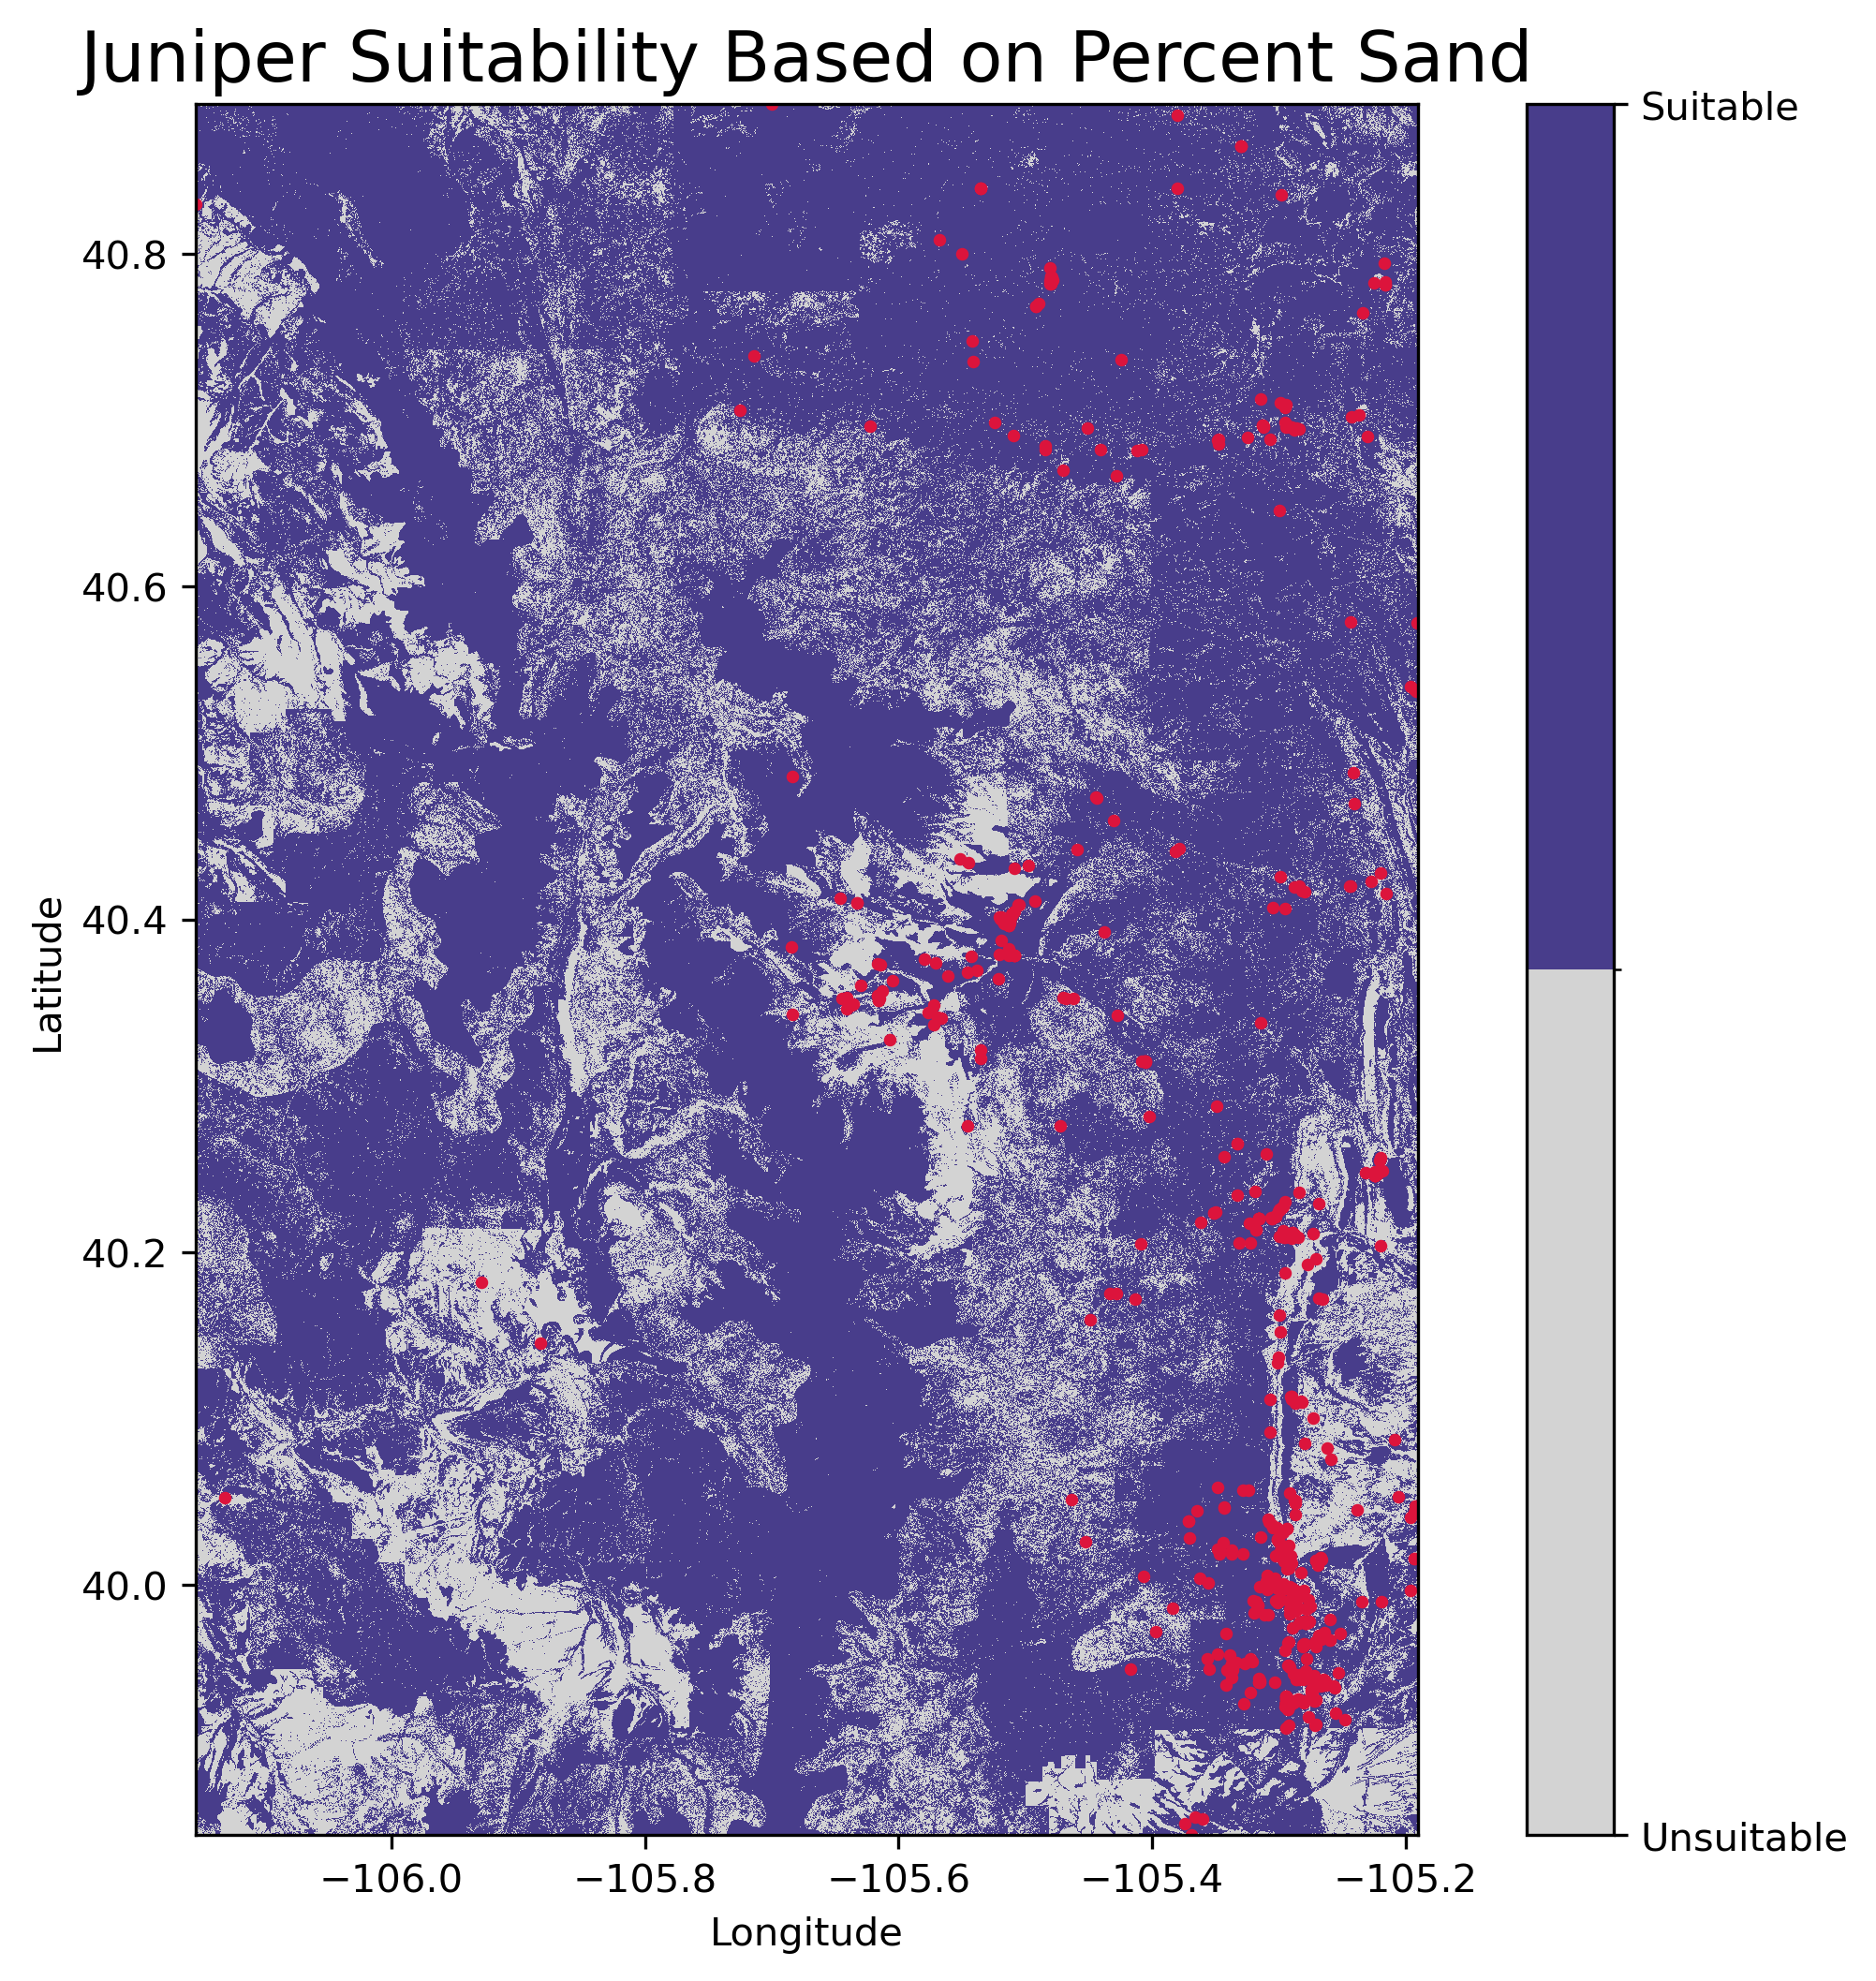 Juniper Suitability Based on Percent Sand
Suitable
40.8
40.6
40.4
40.2
40.0
Latitude
Unsuitable
−106.0 −105.8 −105.6 −105.4 −105.2
Longitude